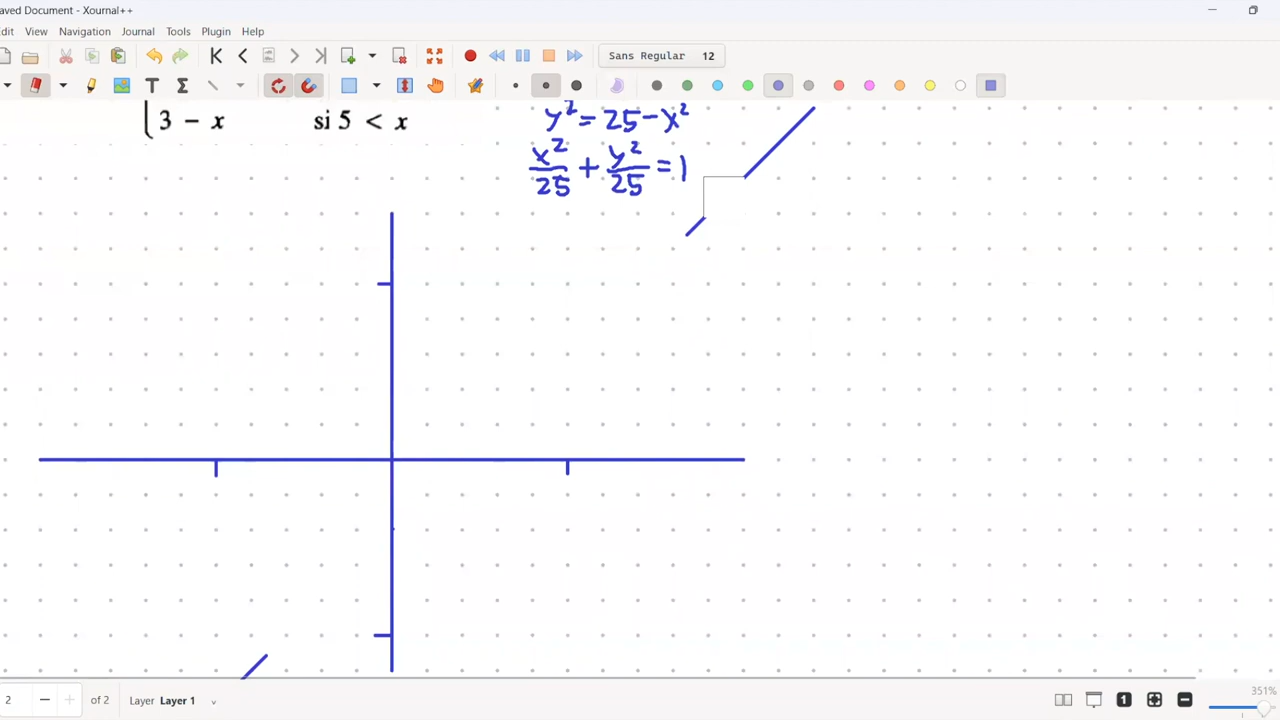 aved Document - Xournal++
dit View Navigation Journal Tools Plugin Help
Sans Regular 12
3 − x si 5 < x
y² = 25 − x²
x²/25 + y²/25 = 1
2 of 2 Layer Layer 1 1 351%